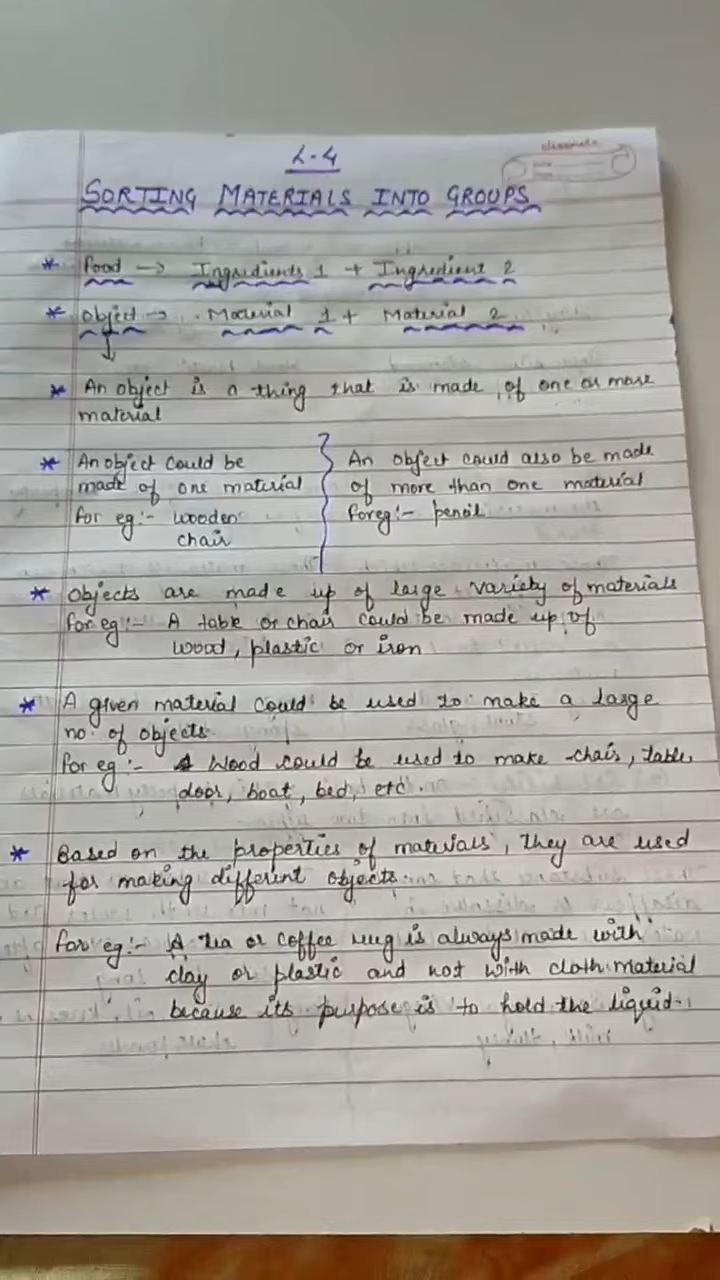 L-4
classmate
SORTING MATERIALS INTO GROUPS
* Food → Ingredients 1 + Ingredient 2
* Object → Material 1 + Material 2
* An object is a thing that is made of one or more
material
* An object could be
made of one material
for eg:- wooden
chair
An object could also be made
of more than one material
for eg:- pencil
* Objects are made up of large variety of materials
for eg:- A table or chair could be made up of
wood, plastic or iron
* A given material could be used to make a large
no. of objects
for eg:- Wood could be used to make chair, table,
door, boat, bed, etc.
* Based on the properties of materials, they are used
for making different objects.
for eg:- A tea or coffee mug is always made with
clay or plastic and not with cloth material
because its purpose is to hold the liquid.